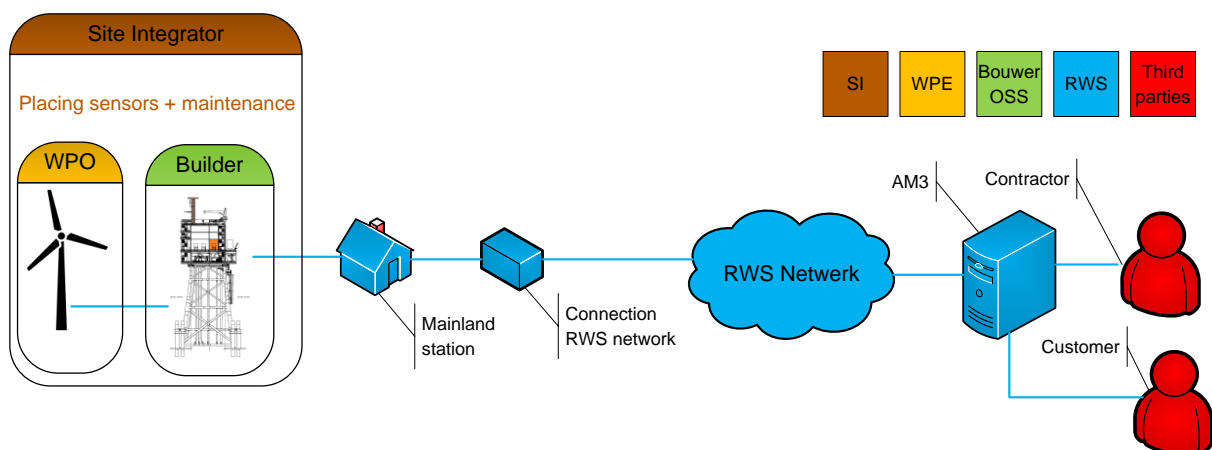 Site Integrator
Placing sensors + maintenance
WPO
Builder
Mainland
station
Connection
RWS network
RWS Netwerk
SI
WPE
Bouwer
OSS
RWS
Third
parties
AM3
Contractor
Customer